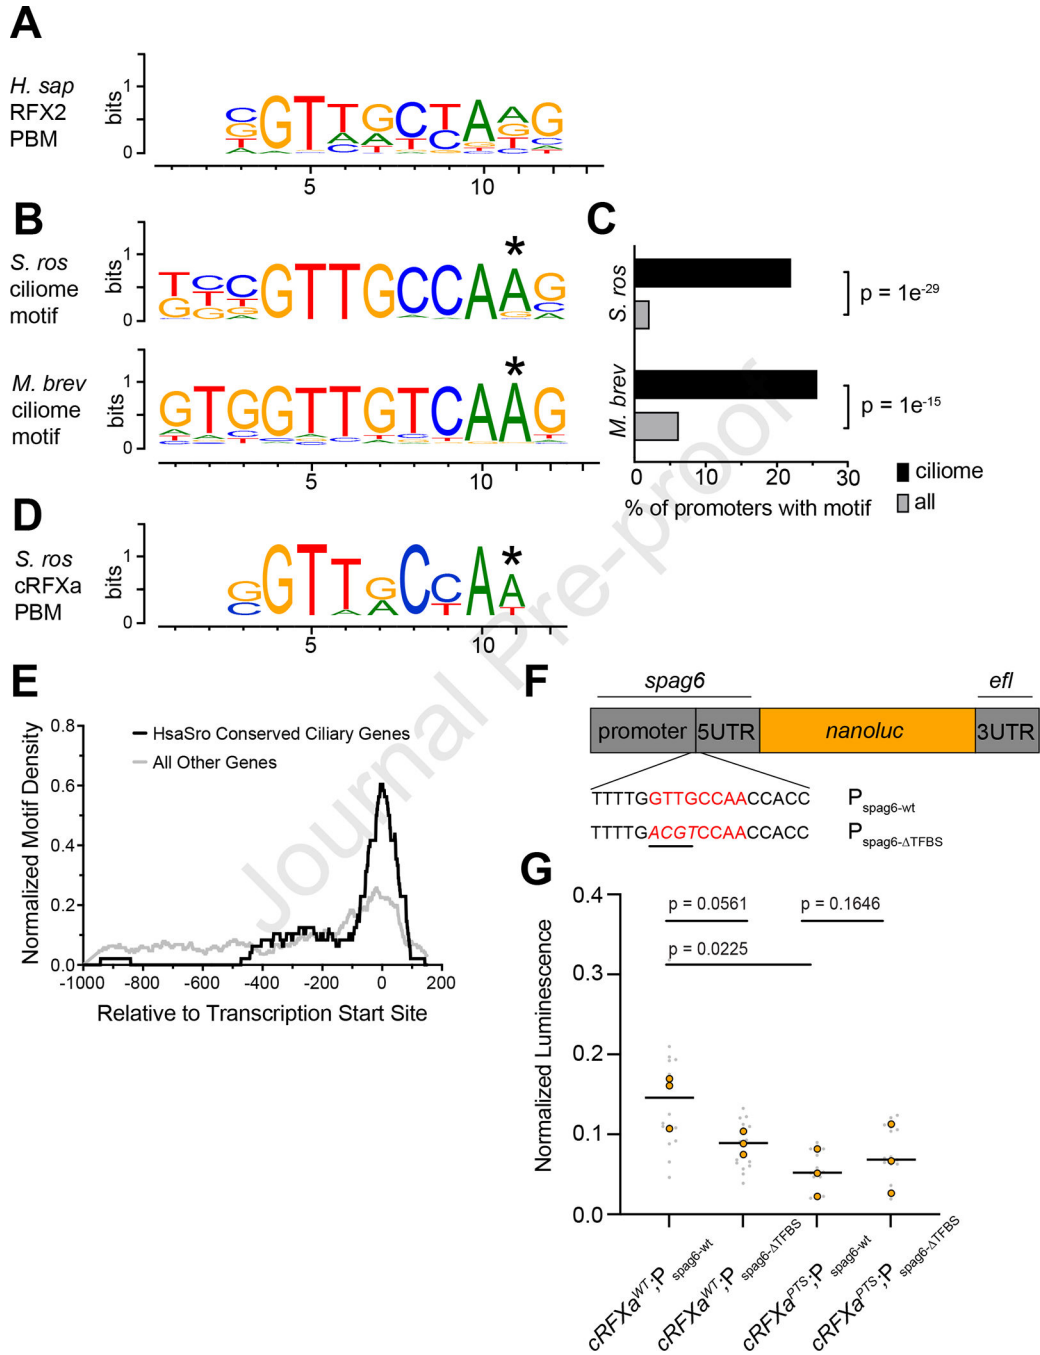 A
H. sap
RFX2
PBM
bits
1
0
5
10
B
S. ros
ciliome
motif
bits
1
0
*
M. brev
ciliome
motif
bits
1
0
*
5
10
C
S. ros
p = 1e-29
M. brev
p = 1e-15
0
10
20
30
% of promoters with motif
ciliome
all
D
S. ros
cRFXa
PBM
bits
1
0
*
5
10
E
Normalized Motif Density
0.8
0.6
0.4
0.2
0.0
HsaSro Conserved Ciliary Genes
All Other Genes
-1000
-800
-600
-400
-200
0
200
Relative to Transcription Start Site
F
spag6
efl
promoter
5UTR
nanoluc
3UTR
TTTTGGTTGCCAACCACC
Pspag6-wt
TTTTGACGTCCAACCACC
Pspag6-ΔTFBS
G
Normalized Luminescence
0.4
0.3
0.2
0.1
0.0
p = 0.0561
p = 0.1646
p = 0.0225
cRFXaWT;Pspag6-wt
cRFXaWT;Pspag6-ΔTFBS
cRFXaPTS;Pspag6-wt
cRFXaPTS;Pspag6-ΔTFBS
Journal Pre-proof